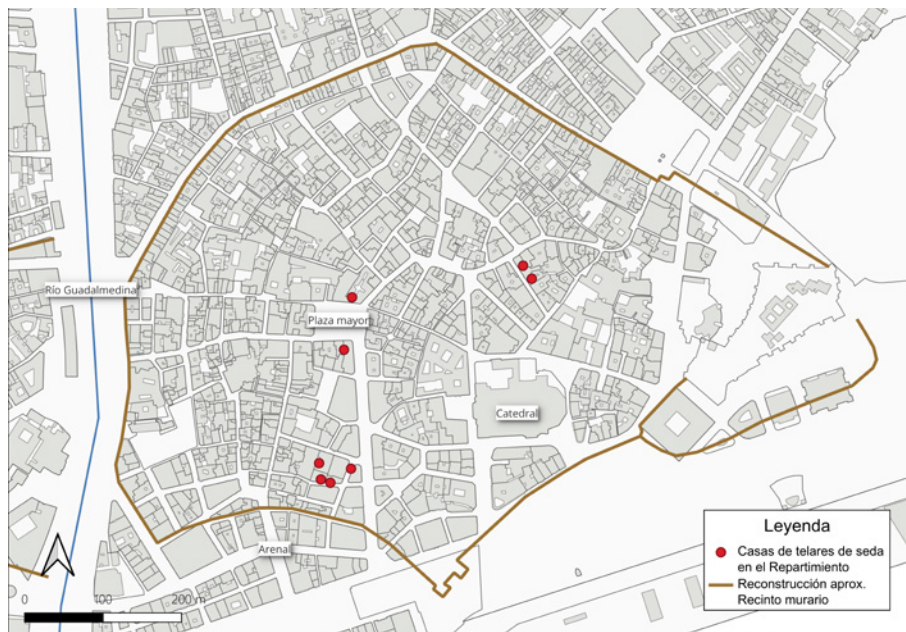 Río Guadalmedina
Plaza mayor
Catedral
Arenal
0 100 200 m
Leyenda
Casas de telares de seda
en el Repartimiento
Reconstrucción aprox.
Recinto murario